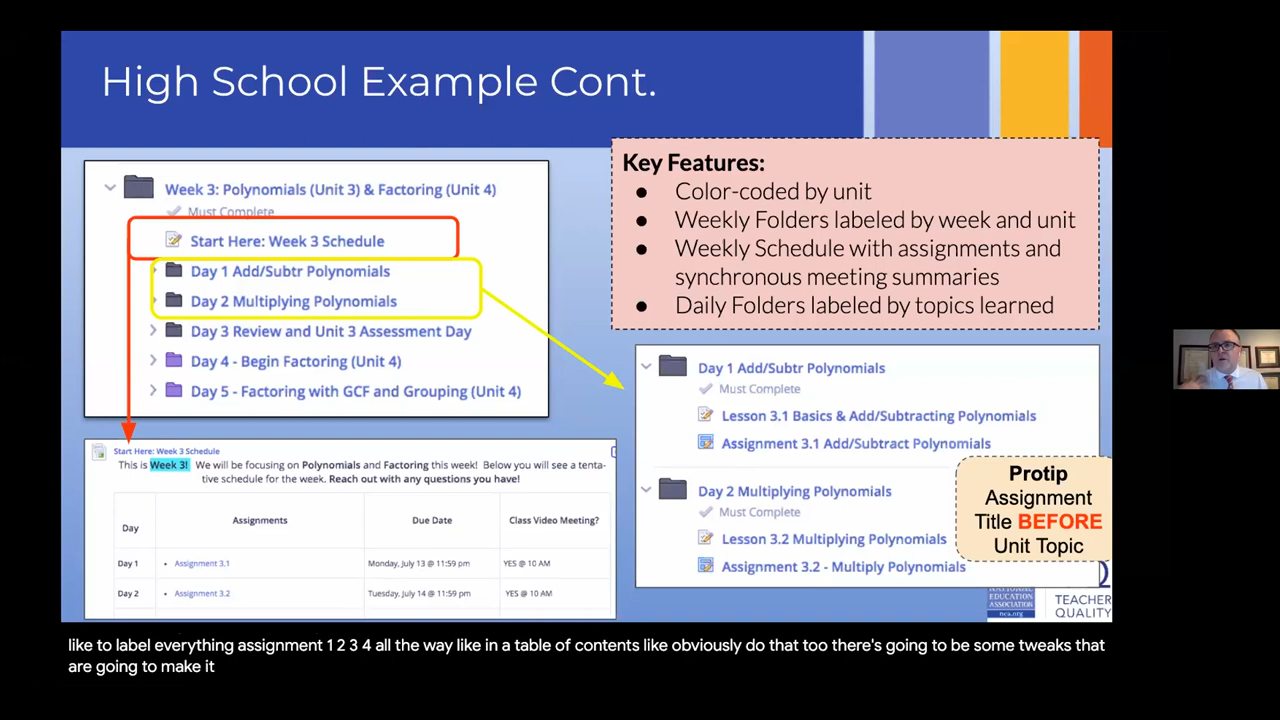 High School Example Cont.
Week 3: Polynomials (Unit 3) & Factoring (Unit 4)
Must Complete
Start Here: Week 3 Schedule
Day 1 Add/Subtr Polynomials
Day 2 Multiplying Polynomials
Day 3 Review and Unit 3 Assessment Day
Day 4 - Begin Factoring (Unit 4)
Day 5 - Factoring with GCF and Grouping (Unit 4)
Key Features:
● Color-coded by unit
● Weekly Folders labeled by week and unit
● Weekly Schedule with assignments and
synchronous meeting summaries
● Daily Folders labeled by topics learned
Start Here: Week 3 Schedule
This is Week 3! We will be focusing on Polynomials and Factoring this week! Below you will see a tenta-
tive schedule for the week. Reach out with any questions you have!
Day Assignments Due Date Class Video Meeting?
Day 1 • Assignment 3.1 Monday, July 13 @ 11:59 pm YES @ 10 AM
Day 2 • Assignment 3.2 Tuesday, July 14 @ 11:59 pm YES @ 10 AM
Day 1 Add/Subtr Polynomials
Must Complete
Lesson 3.1 Basics & Add/Subtracting Polynomials
Assignment 3.1 Add/Subtract Polynomials
Day 2 Multiplying Polynomials
Must Complete
Lesson 3.2 Multiplying Polynomials
Assignment 3.2 - Multiply Polynomials
Protip
Assignment
Title BEFORE
Unit Topic
EDUCATION
ASSOCIATION
nea.org
TEACHER
QUALITY
like to label everything assignment 1 2 3 4 all the way like in a table of contents like obviously do that too there's going to be some tweaks that
are going to make it